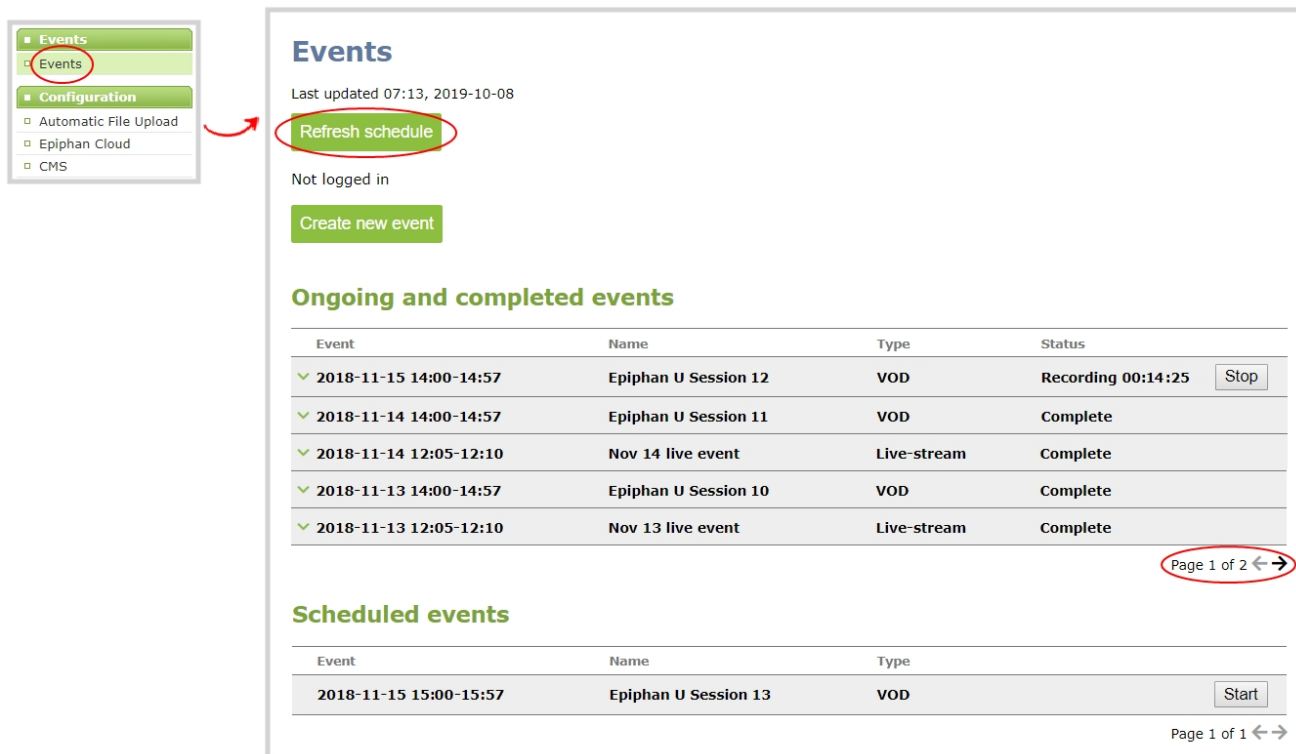 Events
Events
Configuration
Automatic File Upload
Epiphan Cloud
CMS
Events
Last updated 07:13, 2019-10-08
Refresh schedule
Not logged in
Create new event
Ongoing and completed events
Event Name Type Status
2018-11-15 14:00-14:57 Epiphan U Session 12 VOD Recording 00:14:25 Stop
2018-11-14 14:00-14:57 Epiphan U Session 11 VOD Complete
2018-11-14 12:05-12:10 Nov 14 live event Live-stream Complete
2018-11-13 14:00-14:57 Epiphan U Session 10 VOD Complete
2018-11-13 12:05-12:10 Nov 13 live event Live-stream Complete
Page 1 of 2
Scheduled events
Event Name Type
2018-11-15 15:00-15:57 Epiphan U Session 13 VOD Start
Page 1 of 1